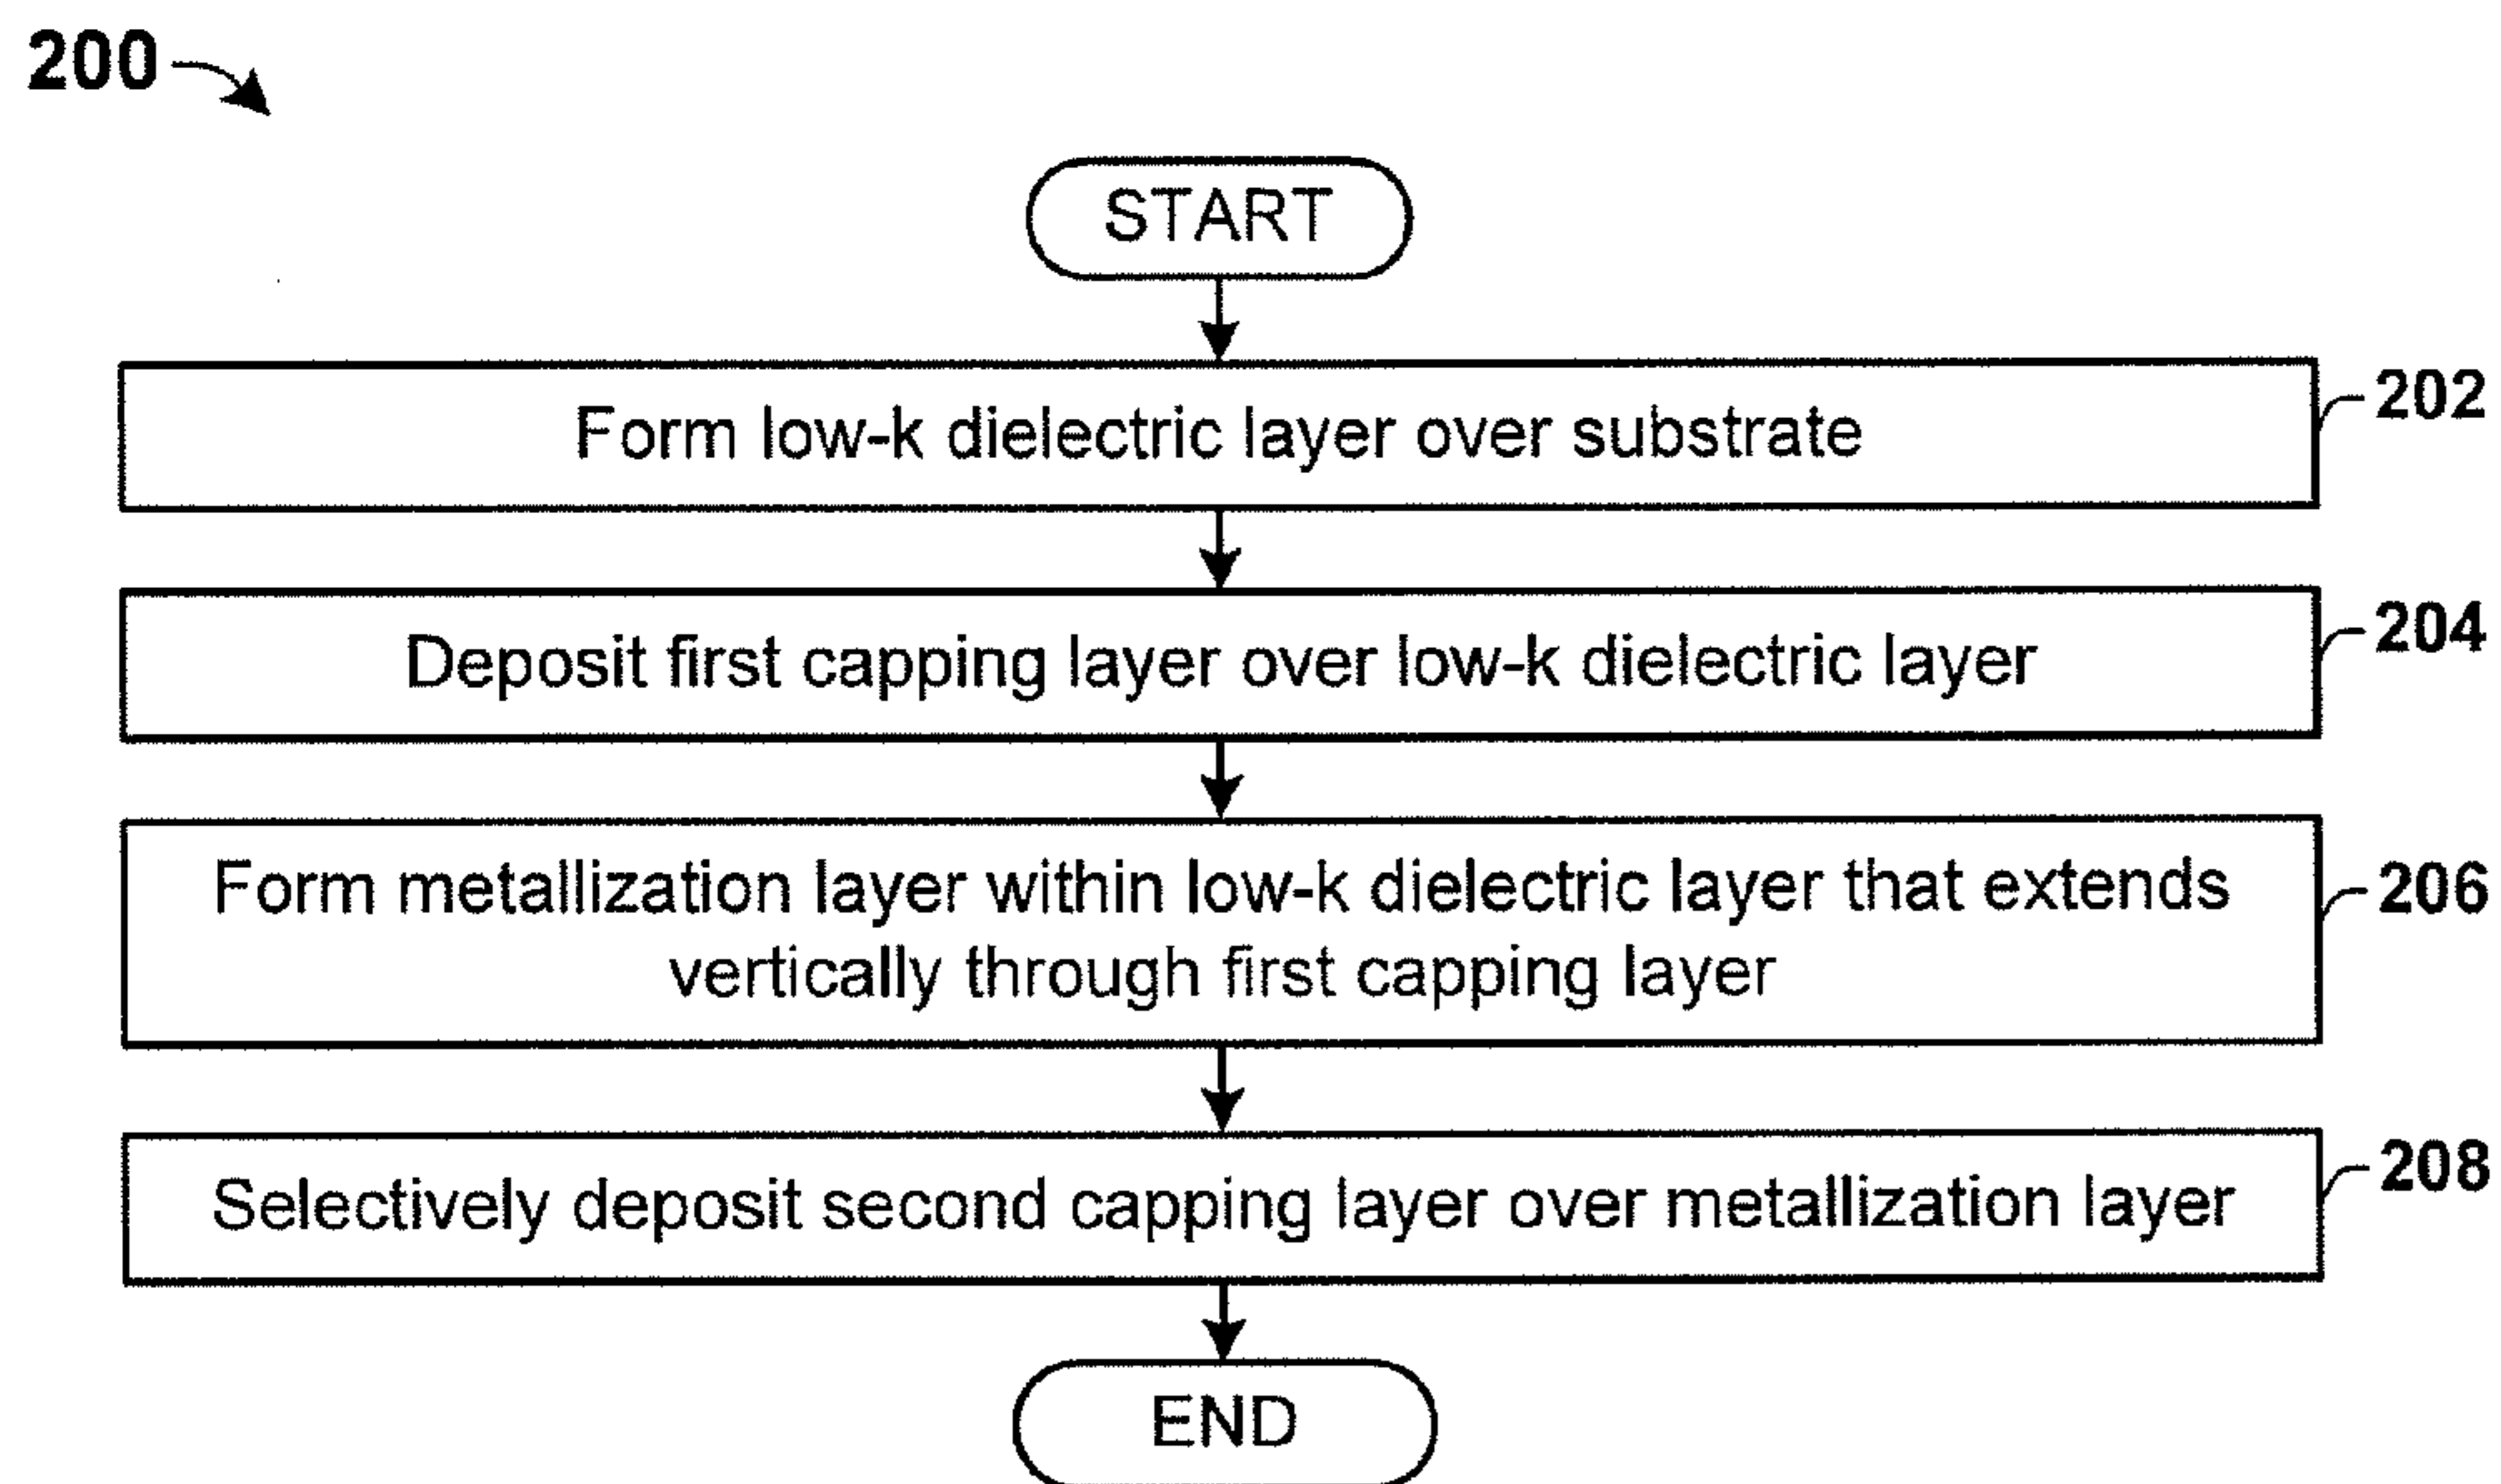 200
START
Form low-k dielectric layer over substrate
202
Deposit first capping layer over low-k dielectric layer
204
Form metallization layer within low-k dielectric layer that extends
vertically through first capping layer
206
Selectively deposit second capping layer over metallization layer
208
END